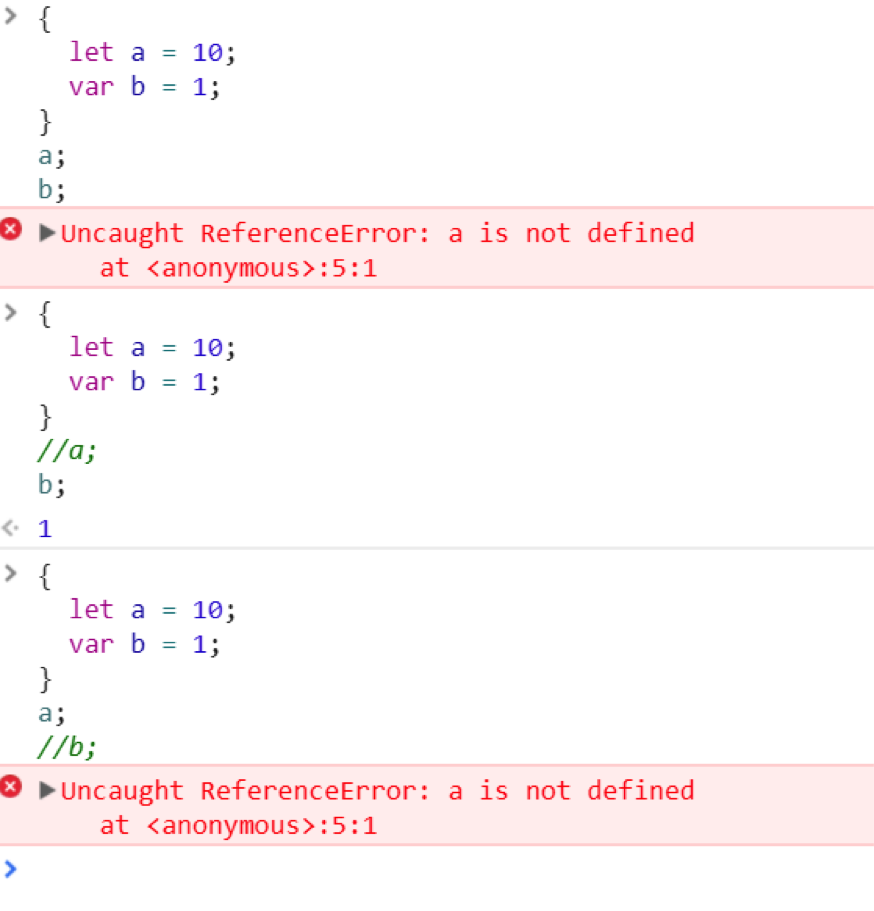 > {
  let a = 10;
  var b = 1;
}
a;
b;
Uncaught ReferenceError: a is not defined
at <anonymous>:5:1
> {
  let a = 10;
  var b = 1;
}
//a;
b;
1
> {
  let a = 10;
  var b = 1;
}
a;
//b;
Uncaught ReferenceError: a is not defined
at <anonymous>:5:1
>